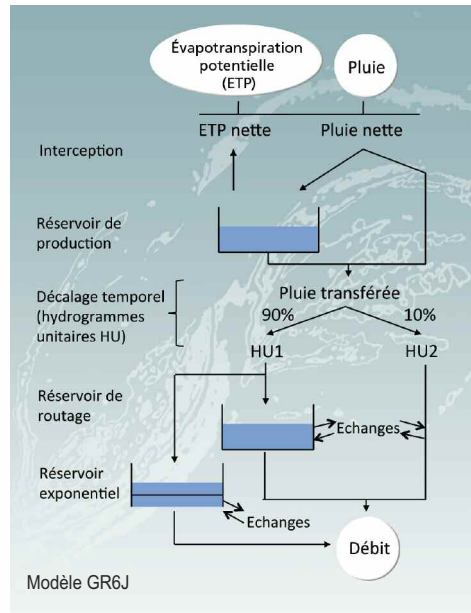 Évapotranspiration
potentielle
(ETP)
Pluie
ETP nette
Pluie nette
Interception
Réservoir de
production
Décalage temporel
(hydrogrammes
unitaires HU)
Pluie transférée
90%
10%
HU1
HU2
Réservoir de
routage
Echanges
Réservoir
exponentiel
Echanges
Débit
Modèle GR6J